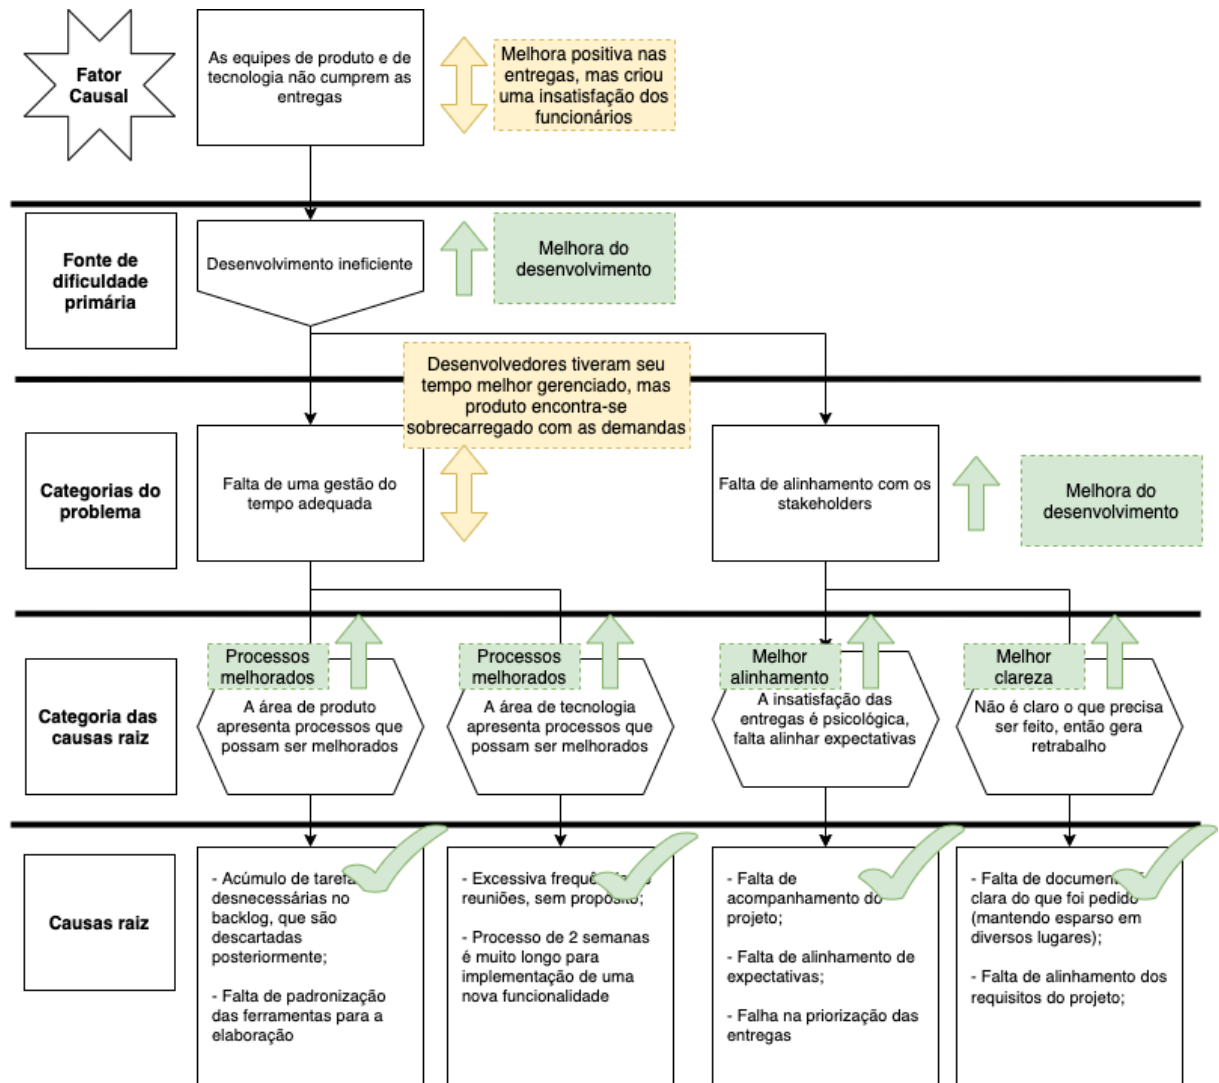 Fator
Causal
As equipes de produto e de
tecnologia não cumprem as
entregas
Melhora positiva nas
entregas, mas criou
uma insatisfação dos
funcionários
Fonte de
dificuldade
primária
Desenvolvimento ineficiente
Melhora do
desenvolvimento
Desenvolvedores tiveram seu
tempo melhor gerenciado, mas
produto encontra-se
sobrecarregado com as demandas
Categorias do
problema
Falta de uma gestão do
tempo adequada
Falta de alinhamento com os
stakeholders
Melhora do
desenvolvimento
Categoria das
causas raiz
Processos
melhorados
A área de produto
apresenta processos que
possam ser melhorados
Processos
melhorados
A área de tecnologia
apresenta processos que
possam ser melhorados
Melhor
alinhamento
A insatisfação das
entregas é psicológica,
falta alinhar expectativas
Melhor
clareza
Não é claro o que precisa
ser feito, então gera
retrabalho
Causas raiz
- Acúmulo de tarefa
desnecessárias no
backlog, que são
descartadas
posteriormente;
- Falta de padronização
das ferramentas para a
elaboração
- Excessiva
reuniões, sem propósito;
- Processo de 2 semanas
é muito longo para
implementação de uma
nova funcionalidade
- Falta de
acompanhamento do
projeto;
- Falta de alinhamento de
expectativas;
- Falha na priorização das
entregas
- Falta de
clara do que foi pedido
(mantendo esparso em
diversos lugares);
- Falta de alinhamento dos
requisitos do projeto;